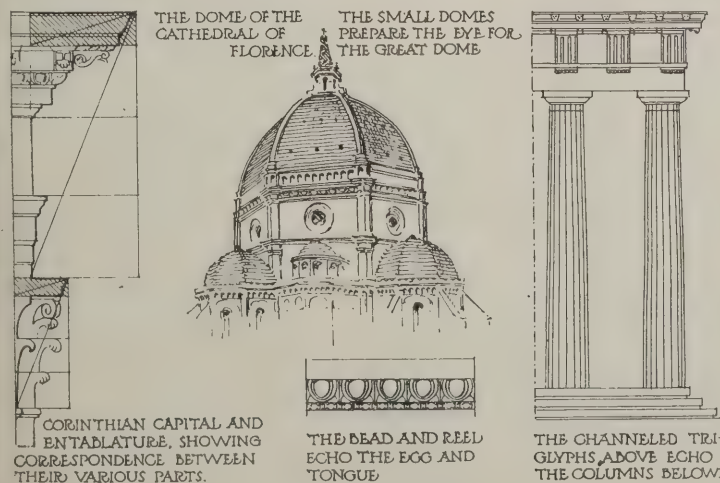 THE DOME OF THE
CATHEDRAL OF
FLORENCE
THE SMALL DOMES
PREPARE THE EYE FOR
THE GREAT DOME
CORINTHIAN CAPITAL AND
ENTABLATURE, SHOWING
CORRESPONDENCE BETWEEN
THEIR VARIOUS PARTS.
THE BEAD AND REEL
ECHO THE EGG AND
TONGUE
THE CHANNELED TRI-
GLYPHS ABOVE ECHO
THE COLUMNS BELOW.